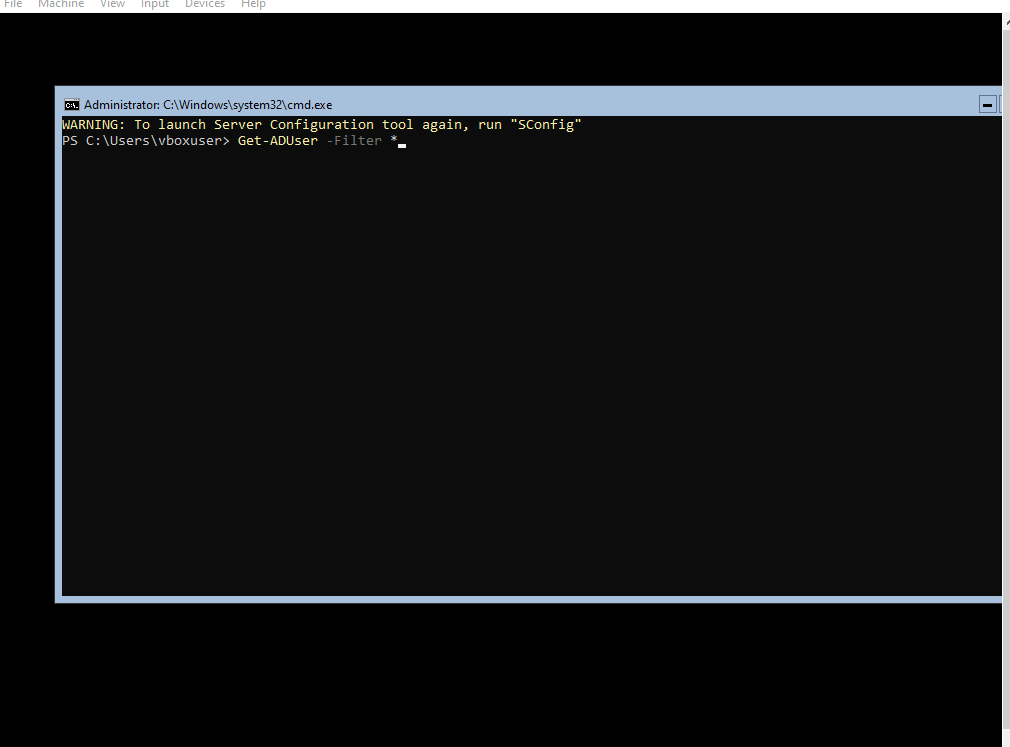 File Machine View Input Devices Help
Administrator: C:\Windows\system32\cmd.exe
WARNING: To launch Server Configuration tool again, run "SConfig"
PS C:\Users\vboxuser> Get-ADUser -Filter *